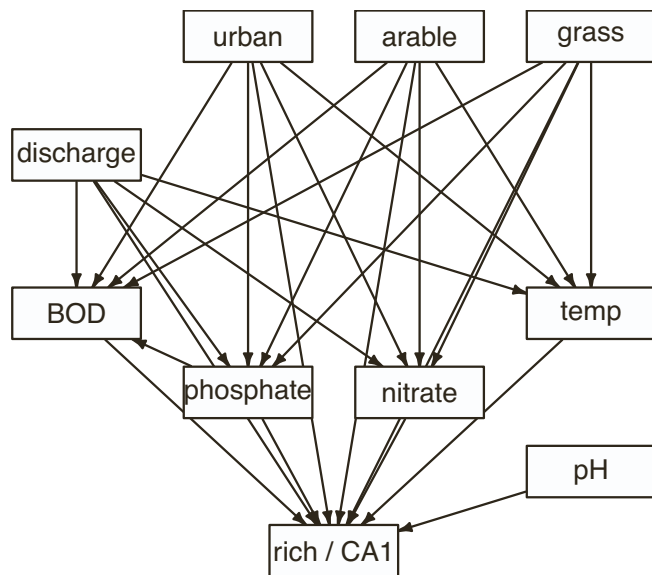 urban
arable
grass
discharge
BOD
temp
phosphate
nitrate
pH
rich / CA1